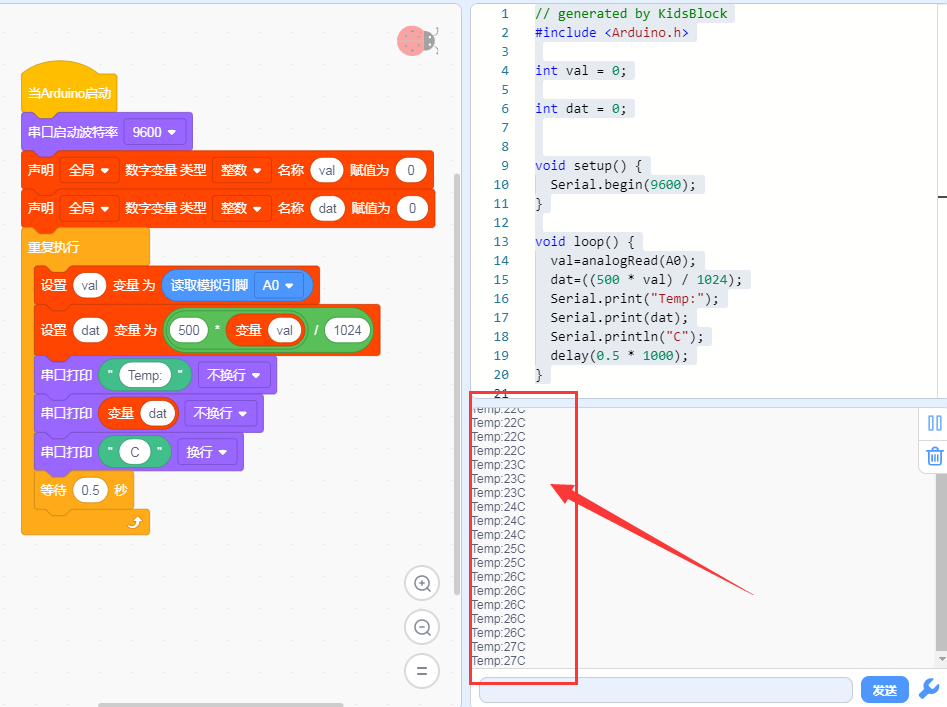 当Arduino启动
串口启动波特率 9600
声明 全局 数字变量 类型 整数 名称 val 赋值为 0
声明 全局 数字变量 类型 整数 名称 dat 赋值为 0
重复执行
设置 val 变量 为 读取模拟引脚 A0
设置 dat 变量 为 500 * 变量 val / 1024
串口打印 " Temp: " 不换行
串口打印 变量 dat 不换行
串口打印 " C " 换行
等待 0.5 秒
1 // generated by KidsBlock
2 #include <Arduino.h>
3
4 int val = 0;
5
6 int dat = 0;
7
8
9 void setup() {
10 Serial.begin(9600);
11 }
12
13 void loop() {
14 val=analogRead(A0);
15 dat=((500 * val) / 1024);
16 Serial.print("Temp:");
17 Serial.print(dat);
18 Serial.println("C");
19 delay(0.5 * 1000);
20 }
21
Temp:22C
Temp:22C
Temp:22C
Temp:22C
Temp:23C
Temp:23C
Temp:23C
Temp:24C
Temp:24C
Temp:24C
Temp:25C
Temp:25C
Temp:26C
Temp:26C
Temp:26C
Temp:26C
Temp:26C
Temp:27C
Temp:27C
发送